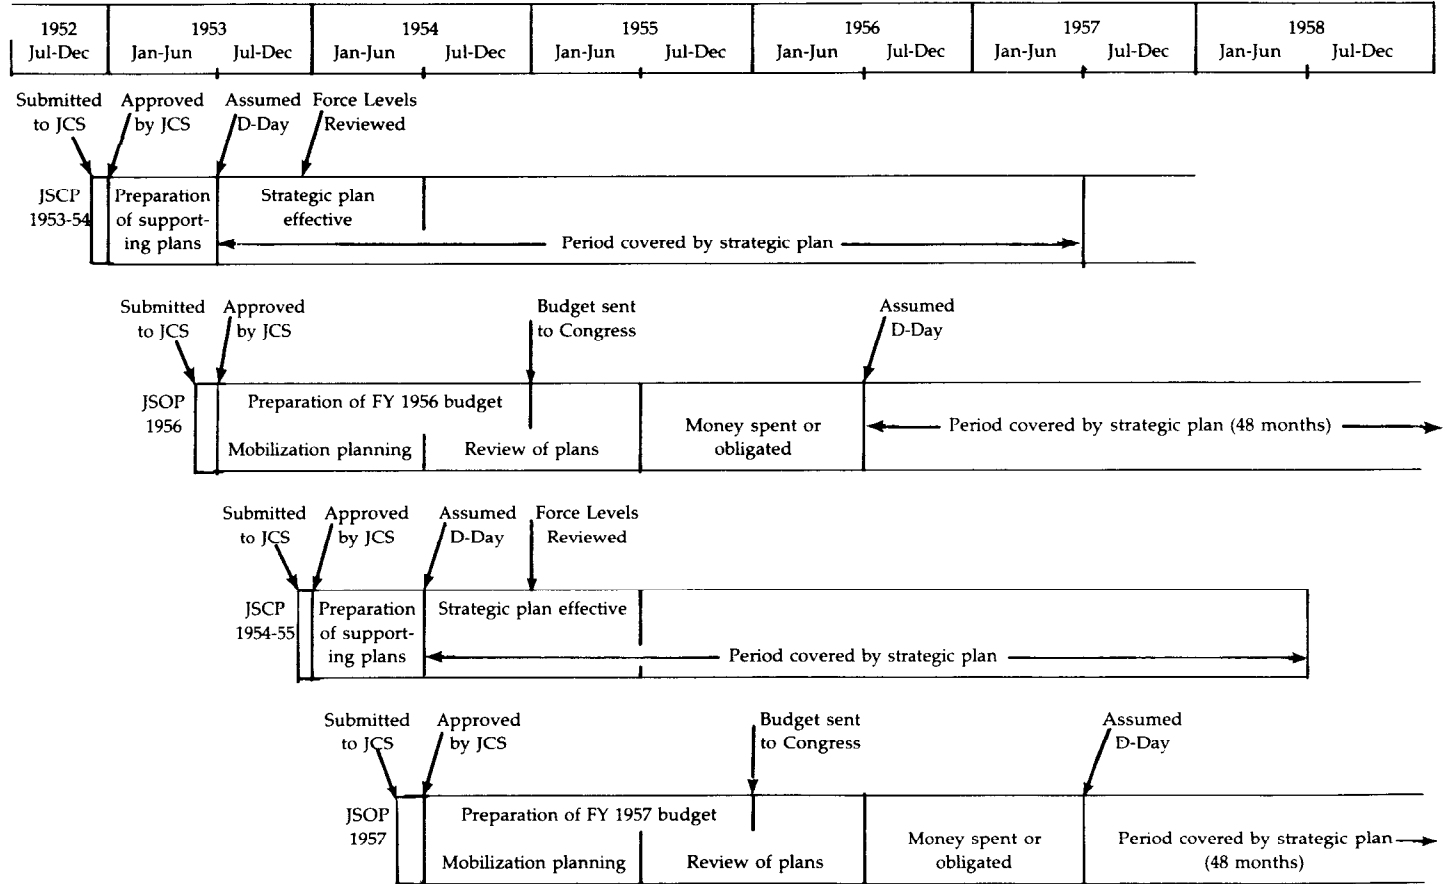 1952 1953 1954 1955 1956 1957 1958
Jul-Dec Jan-Jun Jul-Dec Jan-Jun Jul-Dec Jan-Jun Jul-Dec Jan-Jun Jul-Dec Jan-Jun Jul-Dec Jan-Jun Jul-Dec
Submitted
to JCS
Approved
by JCS
Assumed
D-Day
Force Levels
Reviewed
JSCP
1953-54
Preparation
of support-
ing plans
Strategic plan
effective
Period covered by strategic plan
Submitted
to JCS
Approved
by JCS
Budget sent
to Congress
Assumed
D-Day
JSOP
1956
Preparation of FY 1956 budget
Mobilization planning
Review of plans
Money spent or
obligated
Period covered by strategic plan (48 months)
Submitted
to JCS
Approved
by JCS
Assumed
D-Day
Force Levels
Reviewed
JSCP
1954-55
Preparation
of support-
ing plans
Strategic plan effective
Period covered by strategic plan
Submitted
to JCS
Approved
by JCS
Budget sent
to Congress
Assumed
D-Day
JSOP
1957
Preparation of FY 1957 budget
Mobilization planning
Review of plans
Money spent or
obligated
Period covered by strategic plan
(48 months)